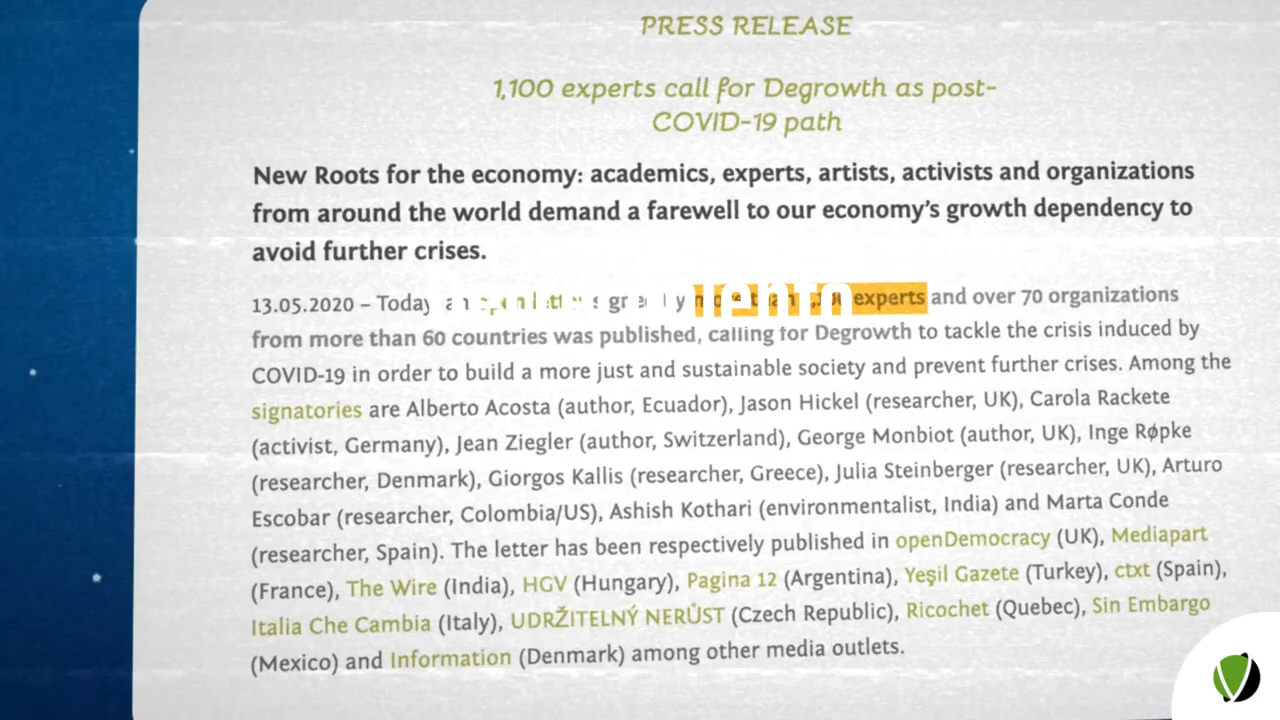 PRESS RELEASE
1,100 experts call for Degrowth as post-
COVID-19 path
New Roots for the economy: academics, experts, artists, activists and organizations
from around the world demand a farewell to our economy's growth dependency to
avoid further crises.
13.05.2020 – Today experts and over 70 organizations
from more than 60 countries was published, calling for Degrowth to tackle the crisis induced by
COVID-19 in order to build a more just and sustainable society and prevent further crises. Among the
signatories are Alberto Acosta (author, Ecuador), Jason Hickel (researcher, UK), Carola Rackete
(activist, Germany), Jean Ziegler (author, Switzerland), George Monbiot (author, UK), Inge Røpke
(researcher, Denmark), Giorgos Kallis (researcher, Greece), Julia Steinberger (researcher, UK), Arturo
Escobar (researcher, Colombia/US), Ashish Kothari (environmentalist, India) and Marta Conde
(researcher, Spain). The letter has been respectively published in openDemocracy (UK), Mediapart
(France), The Wire (India), HGV (Hungary), Pagina 12 (Argentina), Yeşil Gazete (Turkey), ctxt (Spain),
Italia Che Cambia (Italy), UDRŽITELNÝ NERŮST (Czech Republic), Ricochet (Quebec), Sin Embargo
(Mexico) and Information (Denmark) among other media outlets.